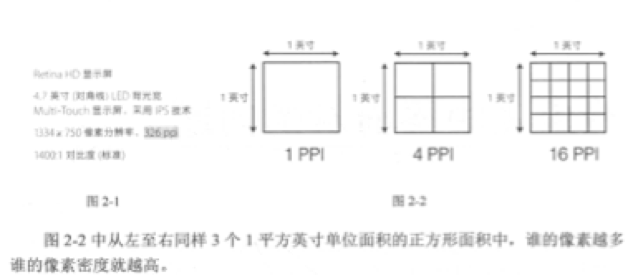 1 英寸
1 英寸
1 英寸
Retina HD 显示屏
4.7 英寸 (对角线) LED 背光宽
Multi-Touch 显示屏，采用 IPS 技术
1334 x 750 像素分辨率，326 ppi
1400:1 对比度 (标准)
1 英寸
1 英寸
1 英寸
1 PPI
4 PPI
16 PPI
图 2-1
图 2-2
图 2-2 中从左至右同样 3 个 1 平方英寸单位面积的正方形面积中，谁的像素越多
谁的像素密度就越高。